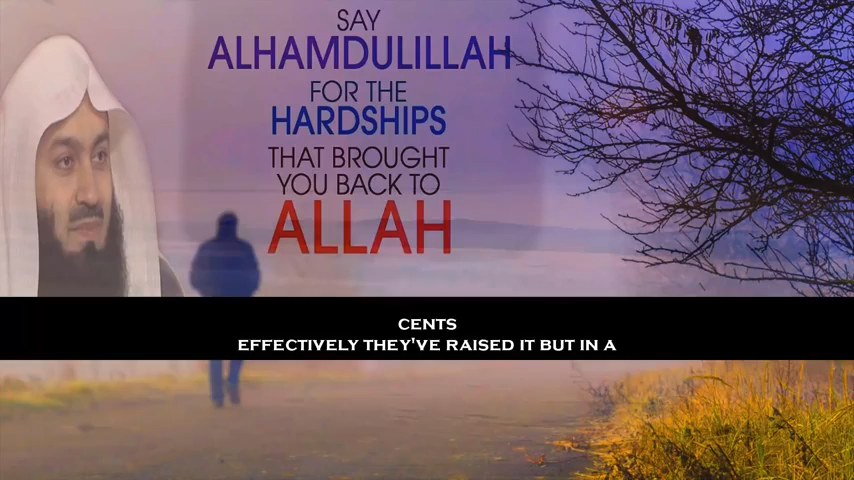 SAY
ALHAMDULILLAH
FOR THE
HARDSHIPS
THAT BROUGHT
YOU BACK TO
ALLAH
CENTS
EFFECTIVELY THEY'VE RAISED IT BUT IN A